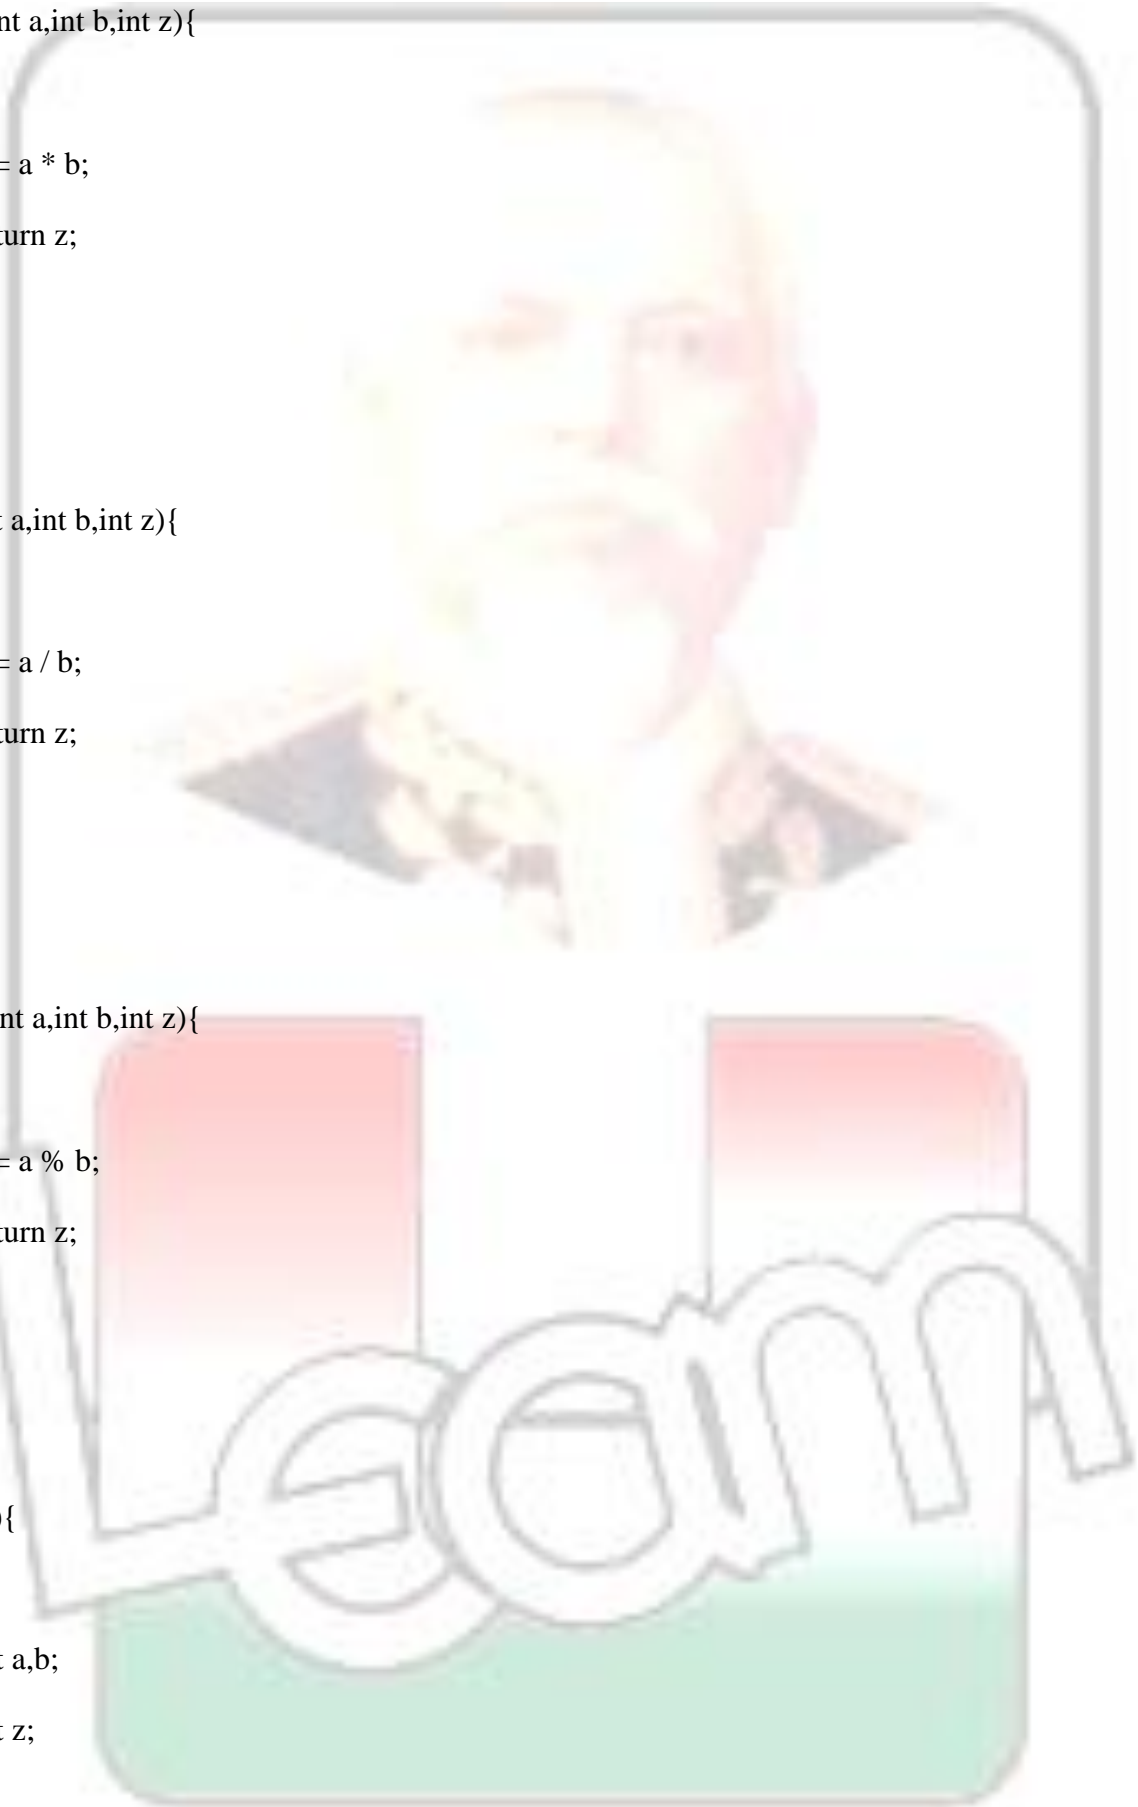 nt a,int b,int z){
= a * b;
turn z;
t a,int b,int z){
= a / b;
turn z;
nt a,int b,int z){
= a % b;
turn z;
){
t a,b;
t z;
Learn